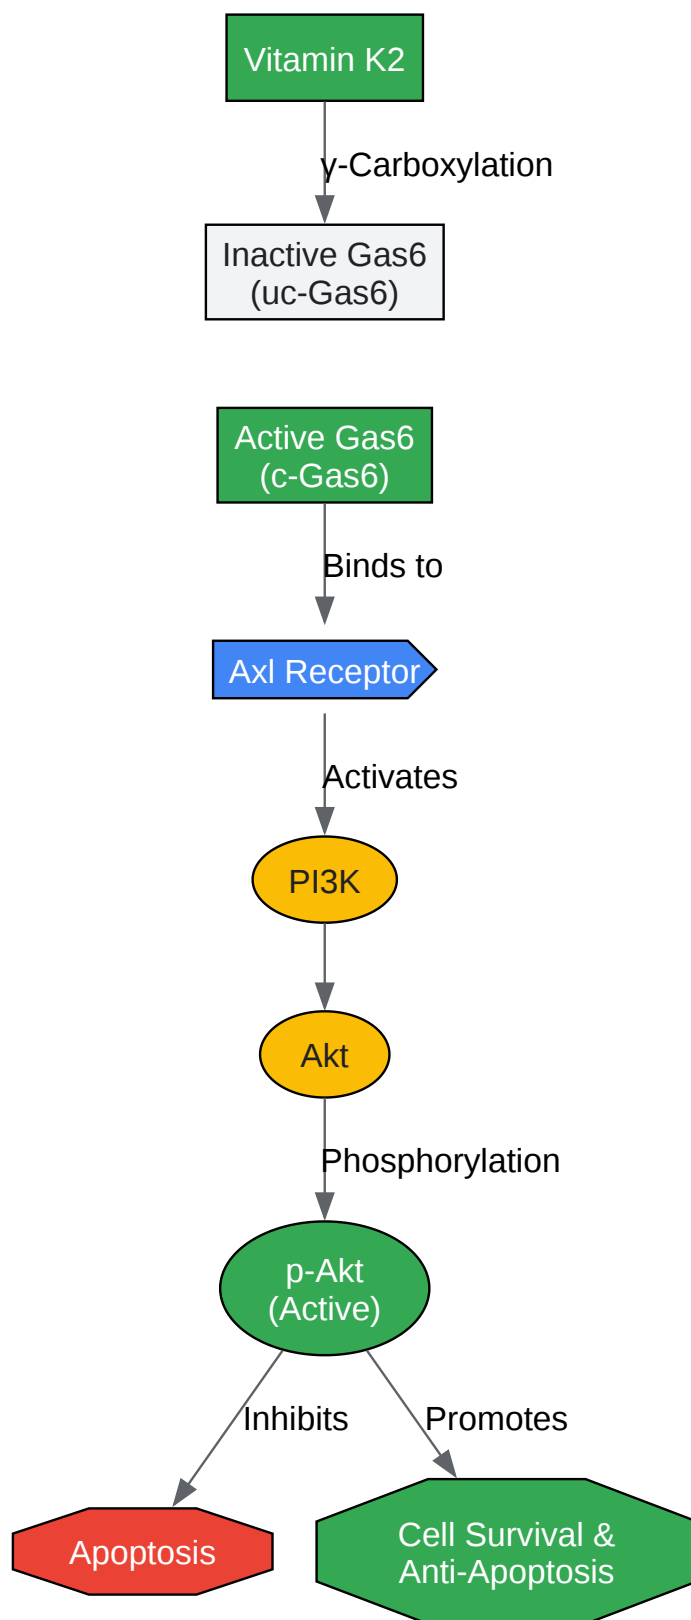 Vitamin K2
γ-Carboxylation
Inactive Gas6
(uc-Gas6)
Active Gas6
(c-Gas6)
Binds to
Axl Receptor
Activates
PI3K
Akt
Phosphorylation
p-Akt
(Active)
Inhibits
Promotes
Apoptosis
Cell Survival &
Anti-Apoptosis